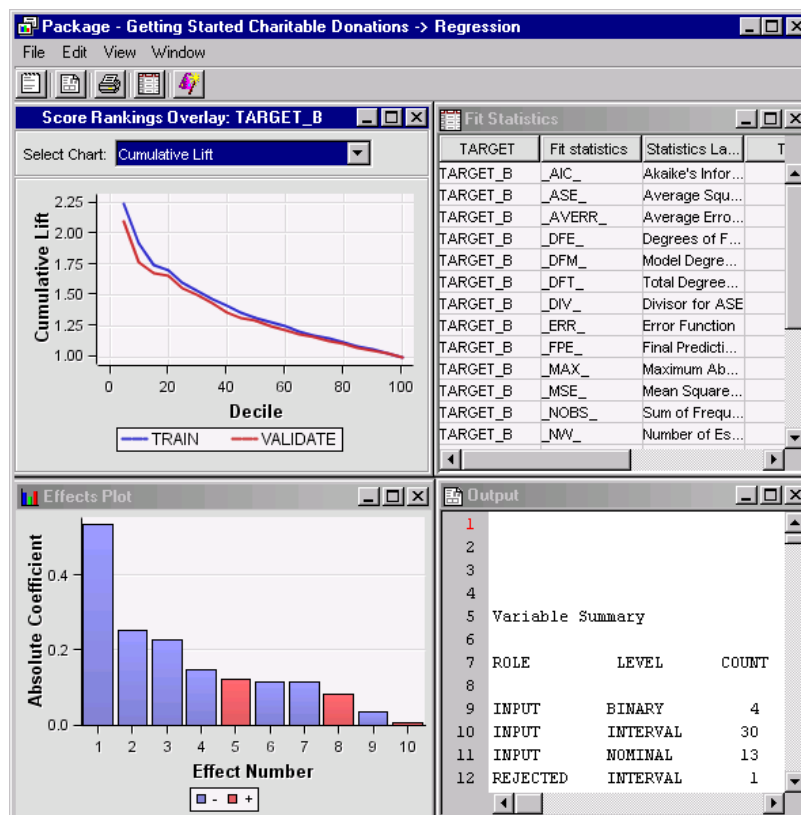 Package - Getting Started Charitable Donations -> Regression
File Edit View Window
Score Rankings Overlay: TARGET_B
Select Chart: Cumulative Lift
Cumulative Lift
2.25
2.00
1.75
1.50
1.25
1.00
0 20 40 60 80 100
Decile
TRAIN VALIDATE
Fit Statistics
TARGET Fit statistics Statistics La... T
TARGET_B _AIC_ Akaike's Infor...
TARGET_B _ASE_ Average Squ...
TARGET_B _AVERR_ Average Erro...
TARGET_B _DFE_ Degrees of F...
TARGET_B _DFM_ Model Degre...
TARGET_B _DFT_ Total Degree...
TARGET_B _DIV_ Divisor for ASE
TARGET_B _ERR_ Error Function
TARGET_B _FPE_ Final Predicti...
TARGET_B _MAX_ Maximum Ab...
TARGET_B _MSE_ Mean Square...
TARGET_B _NOBS_ Sum of Frequ...
TARGET_B _NW_ Number of Es...
Effects Plot
Absolute Coefficient
0.4
0.2
0.0
1 2 3 4 5 6 7 8 9 10
Effect Number
- +
Output
1
2
3
4
5 Variable Summary
6
7 ROLE LEVEL COUNT
8
9 INPUT BINARY 4
10 INPUT INTERVAL 30
11 INPUT NOMINAL 13
12 REJECTED INTERVAL 1